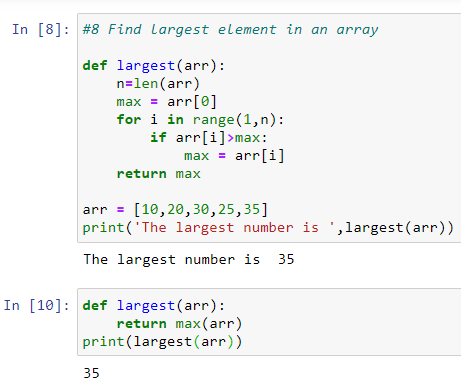 In [8]: #8 Find largest element in an array
def largest(arr):
    n=len(arr)
    max = arr[0]
    for i in range(1,n):
        if arr[i]>max:
            max = arr[i]
    return max
arr = [10,20,30,25,35]
print('The largest number is ',largest(arr))
The largest number is  35
In [10]: def largest(arr):
    return max(arr)
print(largest(arr))
35